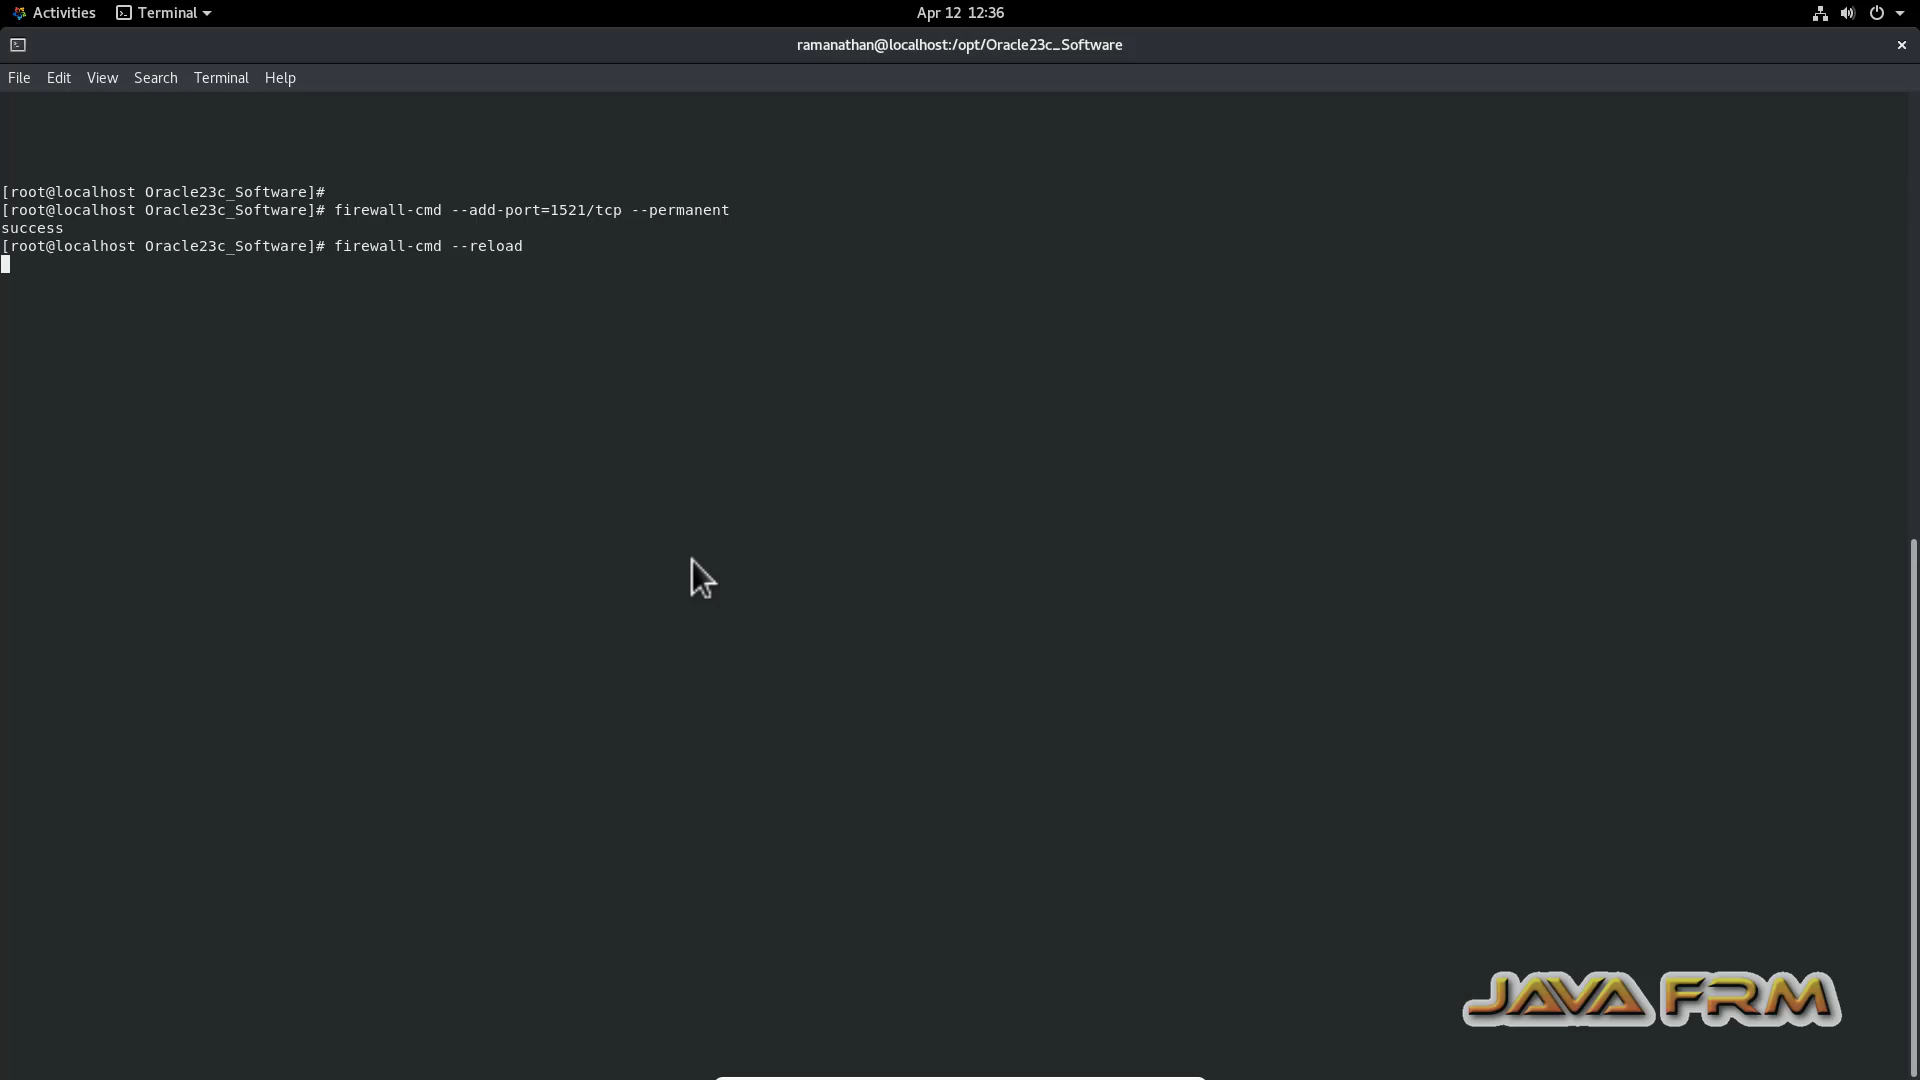 Activities Terminal Apr 12 12:36
ramanathan@localhost:/opt/Oracle23c_Software
File Edit View Search Terminal Help
[root@localhost Oracle23c_Software]#
[root@localhost Oracle23c_Software]# firewall-cmd --add-port=1521/tcp --permanent
success
[root@localhost Oracle23c_Software]# firewall-cmd --reload
JAVA FRM